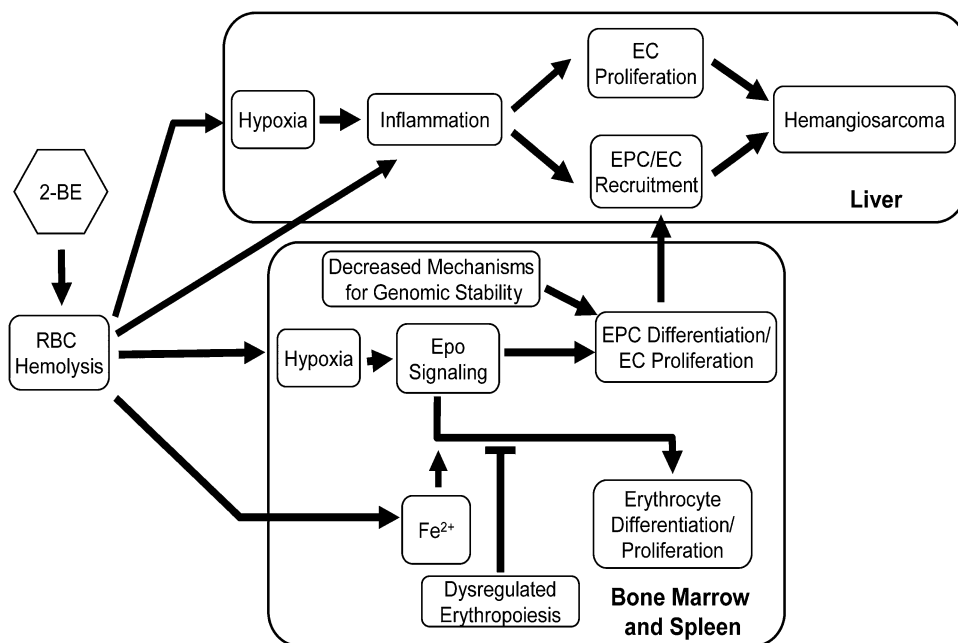 EC
Proliferation
Hypoxia
Inflammation
Hemangiosarcoma
EPC/EC
Recruitment
Liver
2-BE
RBC
Hemolysis
Decreased Mechanisms
for Genomic Stability
Hypoxia
Epo
Signaling
EPC Differentiation/
EC Proliferation
Fe²⁺
Erythrocyte
Differentiation/
Proliferation
Dysregulated
Erythropoiesis
Bone Marrow
and Spleen